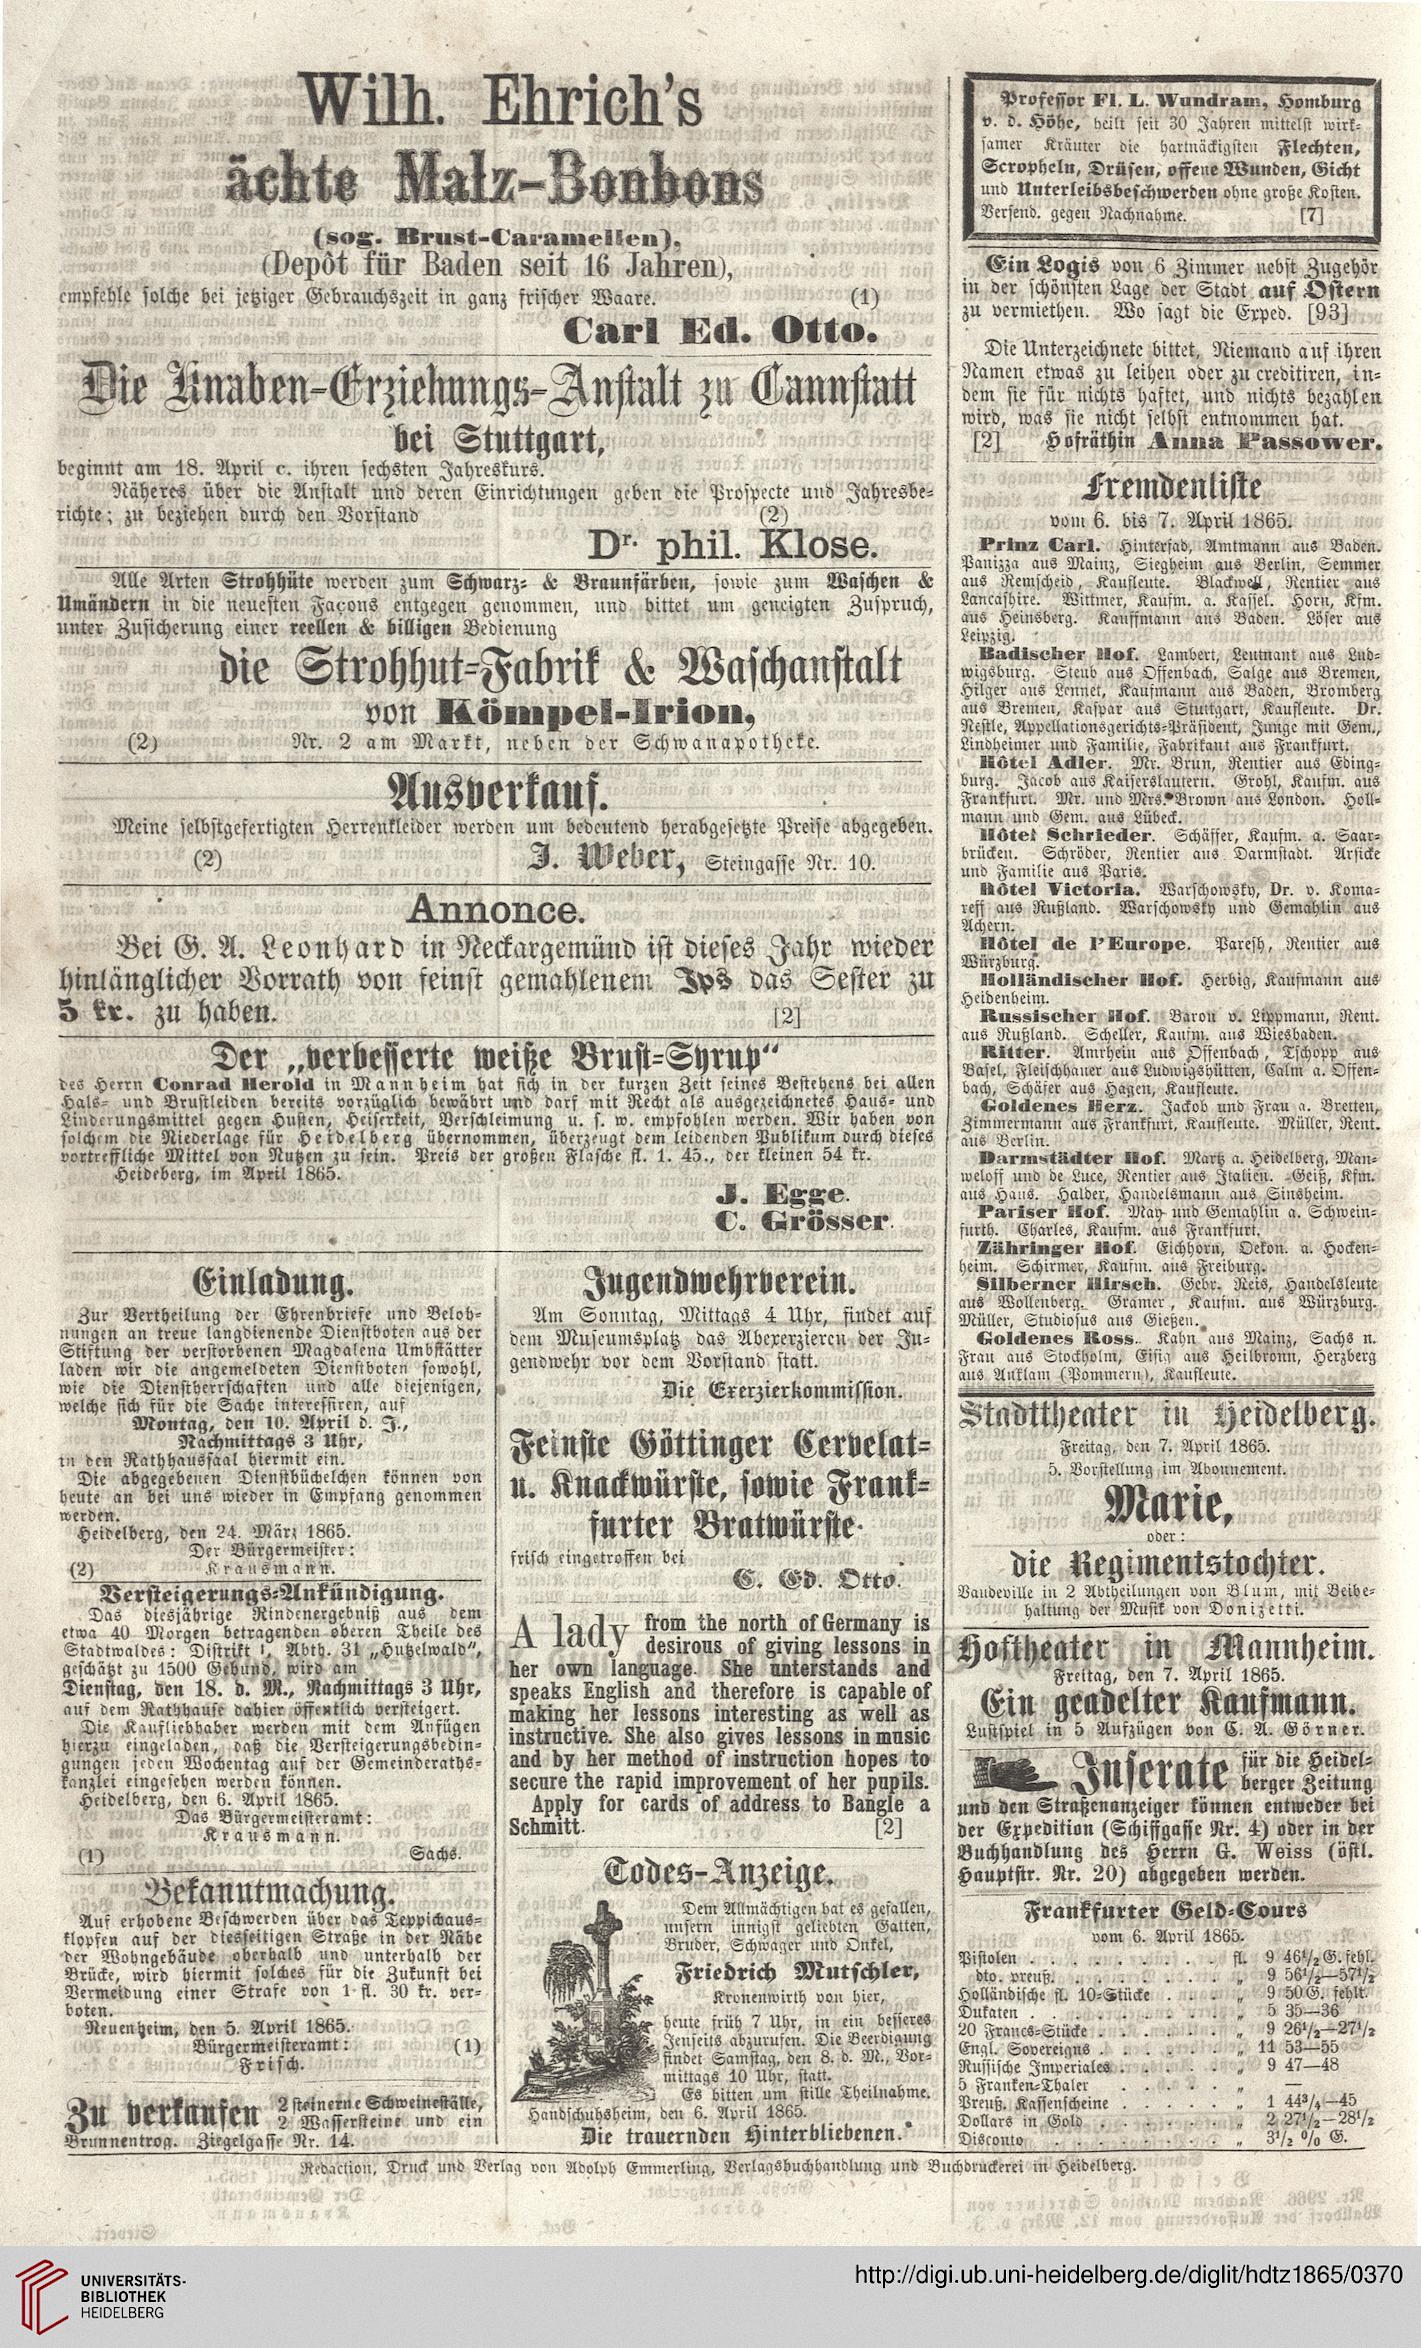 Wilh. Ehrich's
ächte Malz-Bonbons
(sog. Brust-Caramellen),
(Depôt für Baden seit 16 Jahren),
empfehle solche bei jetziger Gebrauchszeit in ganz frischer Waare. (1)
Carl Ed. Otto.
Die Knaben-Erziehungs-Anstalt zu Cannstatt
bei Stuttgart,
beginnt am 18. April c. ihren sechsten Jahreskurs.
Näheres über die Anstalt und deren Einrichtungen geben die Prospecte und Jahresbe-
richte; zu beziehen durch den Vorstand (2)
Dr. phil. Klose.
Alle Arten Strohhüte werden zum Schwarz- & Braunfärben, sowie zum Waschen &
Umändern in die neuesten Façons entgegen genommen, und bittet um geneigten Zuspruch,
unter Zusicherung einer reellen & billigen Bedienung
die Strohhut-Fabrik & Waschanstalt
von Kömpel-Irion,
(2) Nr. 2 am Markt, neben der Schwanapotheke.
Ausverkauf.
Meine selbstgefertigten Herrenkleider werden um bedeutend herabgesetzte Preise abgegeben.
(2) J. Weber, Steingasse Nr. 10.
Annonce.
Bei G. A. Leonhard in Neckargemünd ist dieses Jahr wieder
hinlänglicher Vorrath von feinst gemahlenem Ips das Sester zu
5 kr. zu haben. [2]
Der „verbesserte weiße Brust-Syrup“
des Herrn Conrad Herold in Mannheim hat sich in der kurzen Zeit seines Bestehens bei allen
Hals- und Brustleiden bereits vorzüglich bewährt und darf mit Recht als ausgezeichnetes Haus- und
Linderungsmittel gegen Husten, Heiserkeit, Verschleimung u. s. w. empfohlen werden. Wir haben von
solchem die Niederlage für Heidelberg übernommen, überzeugt dem leidenden Publikum durch dieses
vortreffliche Mittel von Nutzen zu sein. Preis der großen Flasche fl. 1. 45., der kleinen 54 kr.
Heideberg, im April 1865.
J. Egge.
C. Grösser.
Einladung.
Zur Vertheilung der Ehrenbriefe und Beloh-
nungen an treue langdienende Dienstboten aus der
Stiftung der verstorbenen Magdalena Umbstätter
laden wir die angemeldeten Dienstboten sowohl,
wie die Dienstherrschaften und alle diejenigen,
welche sich für die Sache interessiren, auf
Montag, den 10. April d. J.,
Nachmittags 3 Uhr,
in den Rathhaussaal hiermit ein.
Die abgegebenen Dienstbüchelchen können von
heute an bei uns wieder in Empfang genommen
werden.
Heidelberg, den 24. März 1865.
Der Bürgermeister:
(2) Krausmann.
Versteigerungs-Ankündigung.
Das diesjährige Rindenergebniß aus dem
etwa 40 Morgen betragenden oberen Theile des
Stadtwaldes: Distrikt Abth. 31 „Hutzelwald“,
geschätzt zu 1500 Gebund, wird am
Dienstag, den 18. d. M., Nachmittags 3 Uhr,
auf dem Rathhause dahier öffentlich versteigert.
Die Kaufliebhaber werden mit dem Anfügen
hierzu eingeladen, daß die Versteigerungsbedin-
gungen jeden Wochentag auf der Gemeinderaths-
kanzlei eingesehen werden können.
Heidelberg, den 6. April 1865.
Das Bürgermeisteramt:
Krausmann.
(1) Sachs.
Bekanntmachung.
Auf erhobene Beschwerden über das Teppichaus-
klopfen auf der diesseitigen Straße in der Nähe
der Wohngebäude oberhalb und unterhalb der
Brücke, wird hiermit solches für die Zukunft bei
Vermeidung einer Strafe von 1 fl. 30 kr. ver-
boten.
Neuenheim, den 5. April 1865.
Bürgermeisteramt: (1)
Frisch.
Zu verkaufen 2 steinerne Schweineställe,
2 Wassersteine und ein
Brunnentrog. Ziegelgasse Nr. 14.
Jugendwehrverein.
Am Sonntag, Mittags 4 Uhr, findet auf
dem Museumsplatz das Abexerzieren der Ju-
gendwehr vor dem Vorstand statt.
Die Exerzierkommission.
Feinste Göttinger Cervelat-
u. Knackwürste, sowie Frank-
furter Bratwürste
frisch eingetroffen bei
C. Ed. Otto.
A lady from the north of Germany is
desirous of giving lessons in
her own language. She unterstands and
speaks English and therefore is capable of
making her lessons interesting as well as
instructive. She also gives lessons in music
and by her method of instruction hopes to
secure the rapid improvement of her pupils.
Apply for cards of address to Bangle a
Schmitt. [2]
Todes-Anzeige.
Dem Allmächtigen hat es gefallen,
unsern innigst geliebten Gatten,
Bruder, Schwager und Onkel,
Friedrich Mutschler,
Kronenwirth von hier,
heute früh 7 Uhr, in ein besseres
Jenseits abzurufen. Die Beerdigung
findet Samstag, den 8. d. M., Vor-
mittags 10 Uhr, statt.
Es bitten um stille Theilnahme.
Handschuhsheim, den 6. April 1865.
Die trauernden Hinterbliebenen.
Professor Fl. L. Wundram, Homburg
v. d. Höhe, heilt seit 30 Jahren mittelst wirk-
samer Kräuter die hartnäckigsten Flechten,
Scropheln, Drüsen, offene Wunden, Gicht
und Unterleibsbeschwerden ohne große Kosten.
Versend. gegen Nachnahme. [7]
Ein Logis von 6 Zimmer nebst Zugehör
in der schönsten Lage der Stadt auf Ostern
zu vermiethen. Wo sagt die Exped. [93]
Die Unterzeichnete bittet, Niemand auf ihren
Namen etwas zu leihen oder zu creditiren, in-
dem sie für nichts haftet, und nichts bezahlen
wird, was sie nicht selbst entnommen hat.
[2] Hofräthin Anna Passower.
Fremdenliste
vom 6. bis 7. April 1865.
Prinz Carl. Hintersad, Amtmann aus Baden.
Panizza aus Mainz, Siegheim aus Berlin, Semmer
aus Remscheid, Kaufleute. Blackwell, Rentier aus
Lancashire. Wittmer, Kaufm. a. Kassel. Horn, Kfm.
aus Heinsberg. Kauffmann aus Baden. Löser aus
Leipzig.
Badischer Hof. Lambert, Leutnant aus Lud-
wigsburg. Steub aus Offenbach, Salge aus Bremen,
Hilger aus Lennet, Kaufmann aus Baden, Bromberg
aus Bremen, Kaspar aus Stuttgart, Kaufleute. Dr.
Nestle, Appellationsgerichts-Präsident, Junge mit Gem.,
Lindheimer und Familie, Fabrikant aus Frankfurt.
Hôtel Adler. Mr. Brun, Rentier aus Eding-
burg. Jacob aus Kaiserslautern. Grohl, Kaufm. aus
Frankfurt. Mr. und Mrs. Brown aus London. Holl-
mann und Gem. aus Lübeck.
Hôtel Schrieder. Schäffer, Kaufm. a. Saar-
brücken. Schröder, Rentier aus Darmstadt. Arsicke
und Familie aus Paris.
Hôtel Victoria. Warschowsky, Dr. v. Koma-
reff aus Rußland. Warschowsky und Gemahlin aus
Achern.
Hôtel de l'Europe. Paresh, Rentier aus
Würzburg.
Holländischer Hof. Herbig, Kaufmann aus
Heidenheim.
Russischer Hof. Baron v. Lippmann, Rent.
aus Rußland. Scheller, Kaufm. aus Wiesbaden.
Ritter. Amrhein aus Offenbach, Tschopp aus
Basel, Fleischhauer aus Ludwigshütten, Calm a. Offen-
bach, Schäfer aus Hagen, Kaufleute.
Goldenes Herz. Jackob und Frau a. Bretten,
Zimmermann aus Frankfurt, Kaufleute. Müller, Rent.
aus Berlin.
Darmstädter Hof. Martz a. Heidelberg, Man-
weloff und de Luce, Rentier aus Italien. Geiß, Kfm.
aus Haus. Halder, Handelsmann aus Sinsheim.
Pariser Hof. May und Gemahlin a. Schwein-
furth. Charles, Kaufm. aus Frankfurt.
Zähringer Hof. Eichhorn, Oekon. a. Hocken-
heim. Schirmer, Kaufm. aus Freiburg.
Silberner Hirsch. Gebr. Reis, Handelsleute
aus Wollenberg. Gramer, Kaufm. aus Würzburg.
Müller, Studiosus aus Gießen.
Goldenes Ross. Kahn aus Mainz, Sachs n.
Frau aus Stockholm, Eisig aus Heilbronn, Herzberg
aus Anklam (Pommern), Kaufleute.
Stadttheater in Heidelberg.
Freitag, den 7. April 1865.
5. Vorstellung im Abonnement.
Marie,
oder:
die Regimentstochter.
Vaudeville in 2 Abtheilungen von Blum, mit Beibe-
haltung der Musik von Donizetti.
Hoftheater in Mannheim.
Freitag, den 7. April 1865.
Ein geadelter Kaufmann.
Lustspiel in 5 Aufzügen von C. A. Görner.
Inserate für die Heidel-
berger Zeitung
und den Straßenanzeiger können entweder bei
der Expedition (Schiffgasse Nr. 4) oder in der
Buchhandlung des Herrn G. Weiss (östl.
Hauptstr. Nr. 20) abgegeben werden.
Frankfurter Geld-Cours
vom 6. April 1865.
Pistolen . . . . . . . . . fl. 9 46½ G. fehl.
dto. preuß. . . . . . . . „ 9 56½—57½
Holländische fl. 10-Stücke . . . „ 9 50 G. fehlt.
Dukaten . . . . . . . . „ 5 35—36
20 Francs-Stücke . . . . . . „ 9 26½—27½
Engl. Sovereigns . . . . . . „ 11 53—55
Russische Imperiales . . . . . „ 9 47—48
5 Franken-Thaler . . . . . „ —
Preuß. Kassenscheine . . . . . „ 1 44¾—45
Dollars in Gold . . . . . . „ 2 27½—28½
Disconto . . . . . . . . „ 3½ % G.
Redaction, Druck und Verlag von Adolph Emmerling, Verlagsbuchhandlung und Buchdruckerei in Heidelberg.
UNIVERSITÄTS-
BIBLIOTHEK
HEIDELBERG
http://digi.ub.uni-heidelberg.de/diglit/hdtz1865/0370